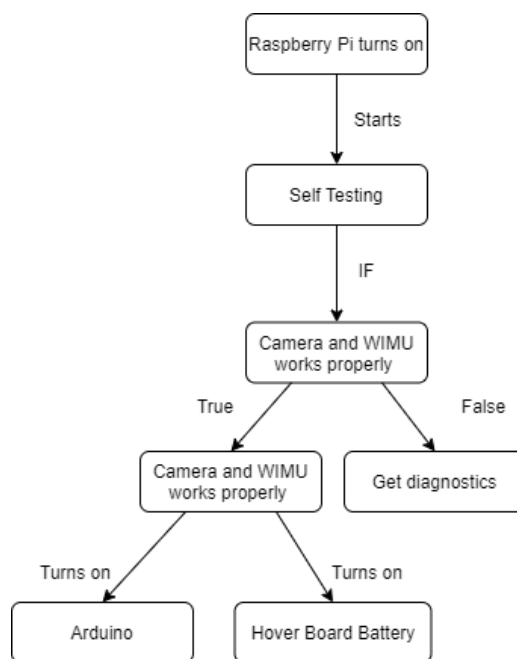 Raspberry Pi turns on
Starts
Self Testing
IF
Camera and WIMU
works properly
True
False
Camera and WIMU
works properly
Get diagnostics
Turns on
Turns on
Arduino
Hover Board Battery